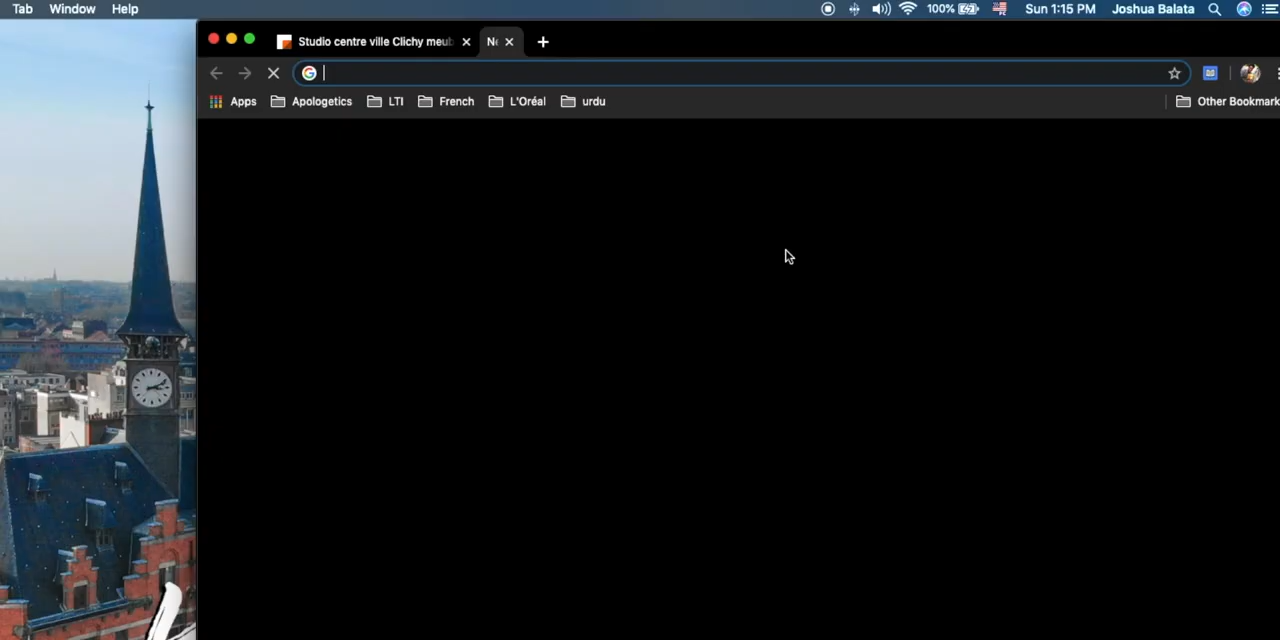 Tab Window Help 100% Sun 1:15 PM Joshua Balata
Studio centre ville Clichy meub
Apps Apologetics LTI French L'Oréal urdu Other Bookmark